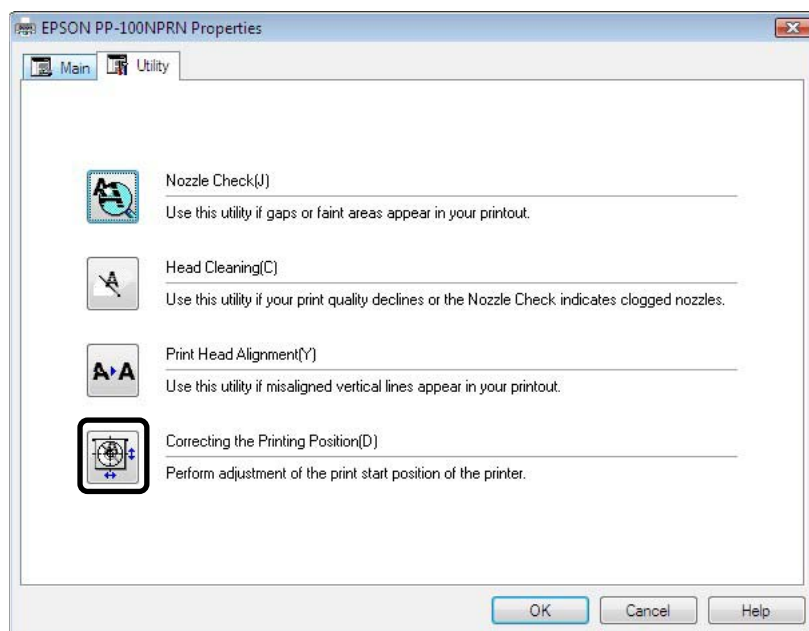 EPSON PP-100NPRN Properties
Main
Utility
Nozzle Check(J)
Use this utility if gaps or faint areas appear in your printout.
Head Cleaning(C)
Use this utility if your print quality declines or the Nozzle Check indicates clogged nozzles.
Print Head Alignment(Y)
Use this utility if misaligned vertical lines appear in your printout.
Correcting the Printing Position(D)
Perform adjustment of the print start position of the printer.
OK
Cancel
Help